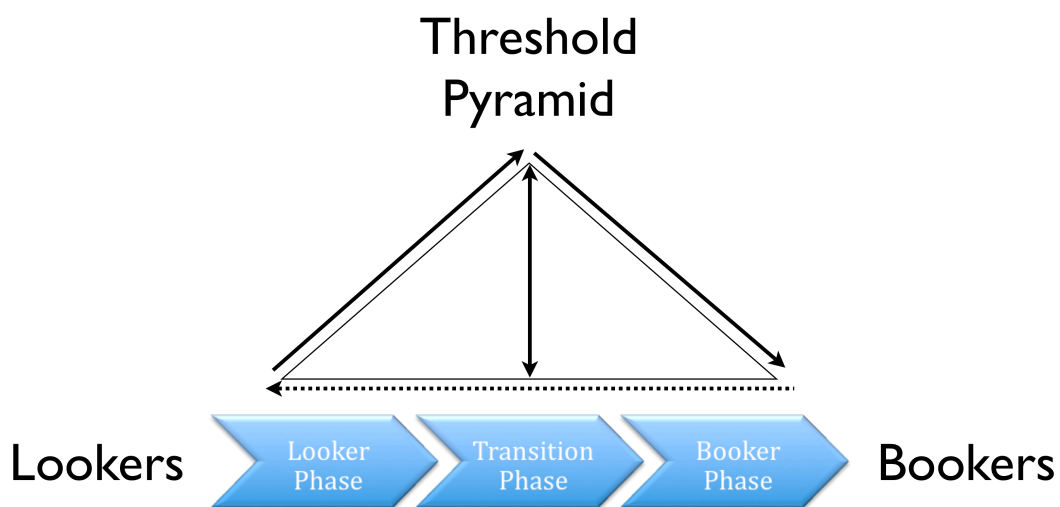 Threshold
Pyramid
Lookers
Looker
Phase
Transition
Phase
Booker
Phase
Bookers